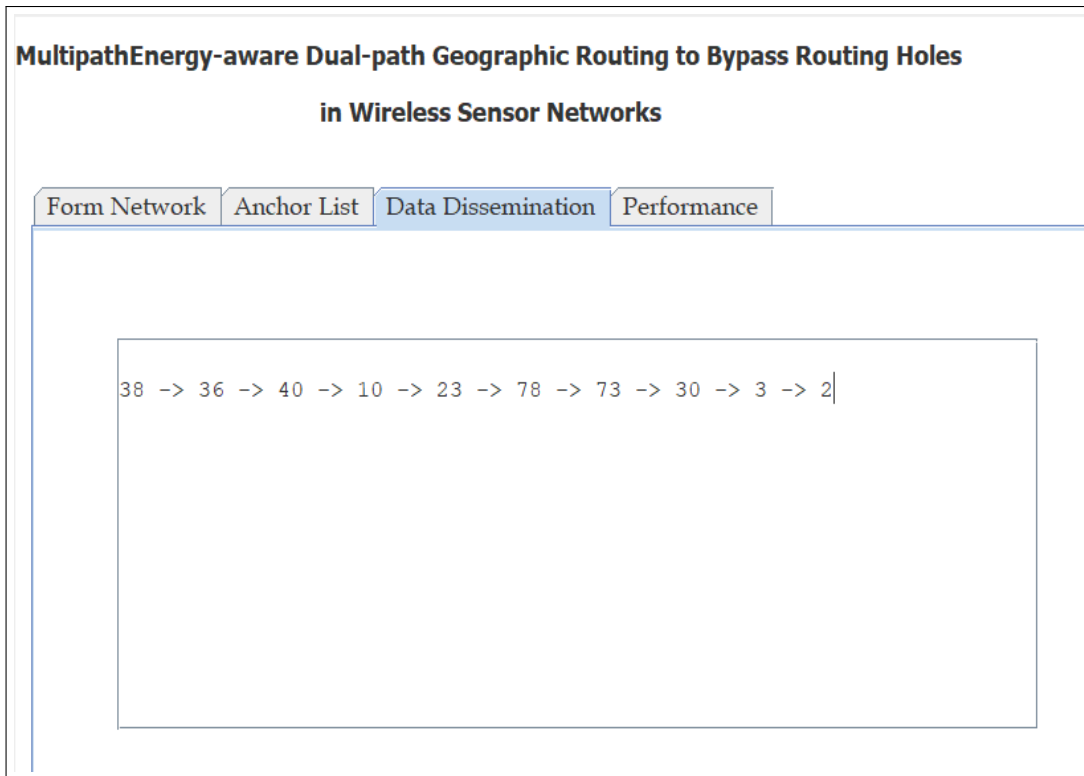 MultipathEnergy-aware Dual-path Geographic Routing to Bypass Routing Holes
in Wireless Sensor Networks
Form Network Anchor List Data Dissemination Performance
38 -> 36 -> 40 -> 10 -> 23 -> 78 -> 73 -> 30 -> 3 -> 2